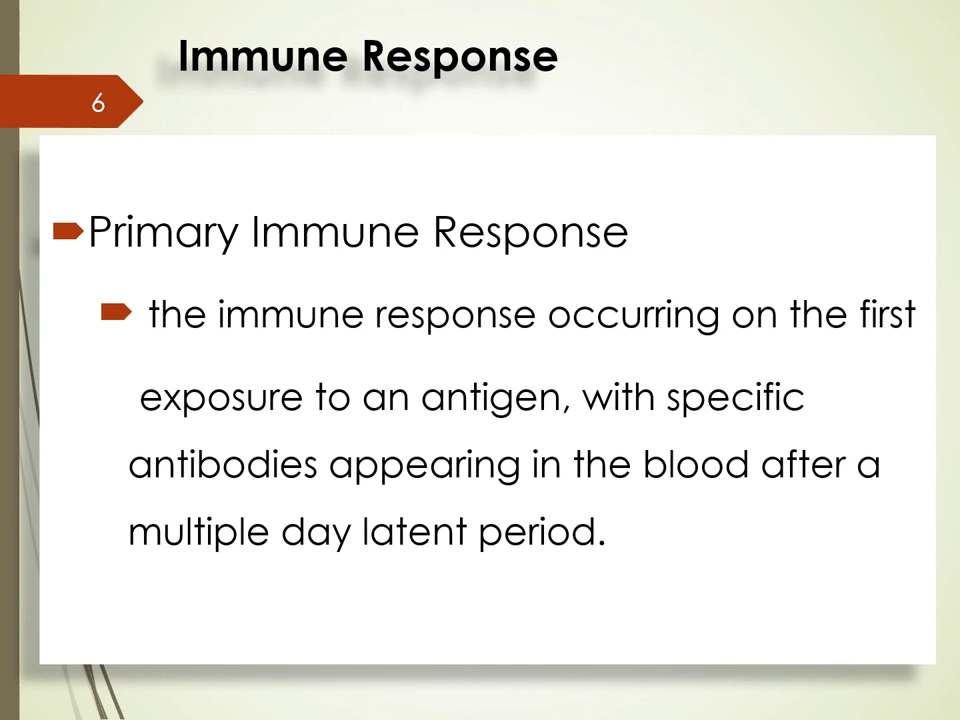 Immune Response
6
Primary Immune Response
the immune response occurring on the first
exposure to an antigen, with specific
antibodies appearing in the blood after a
multiple day latent period.